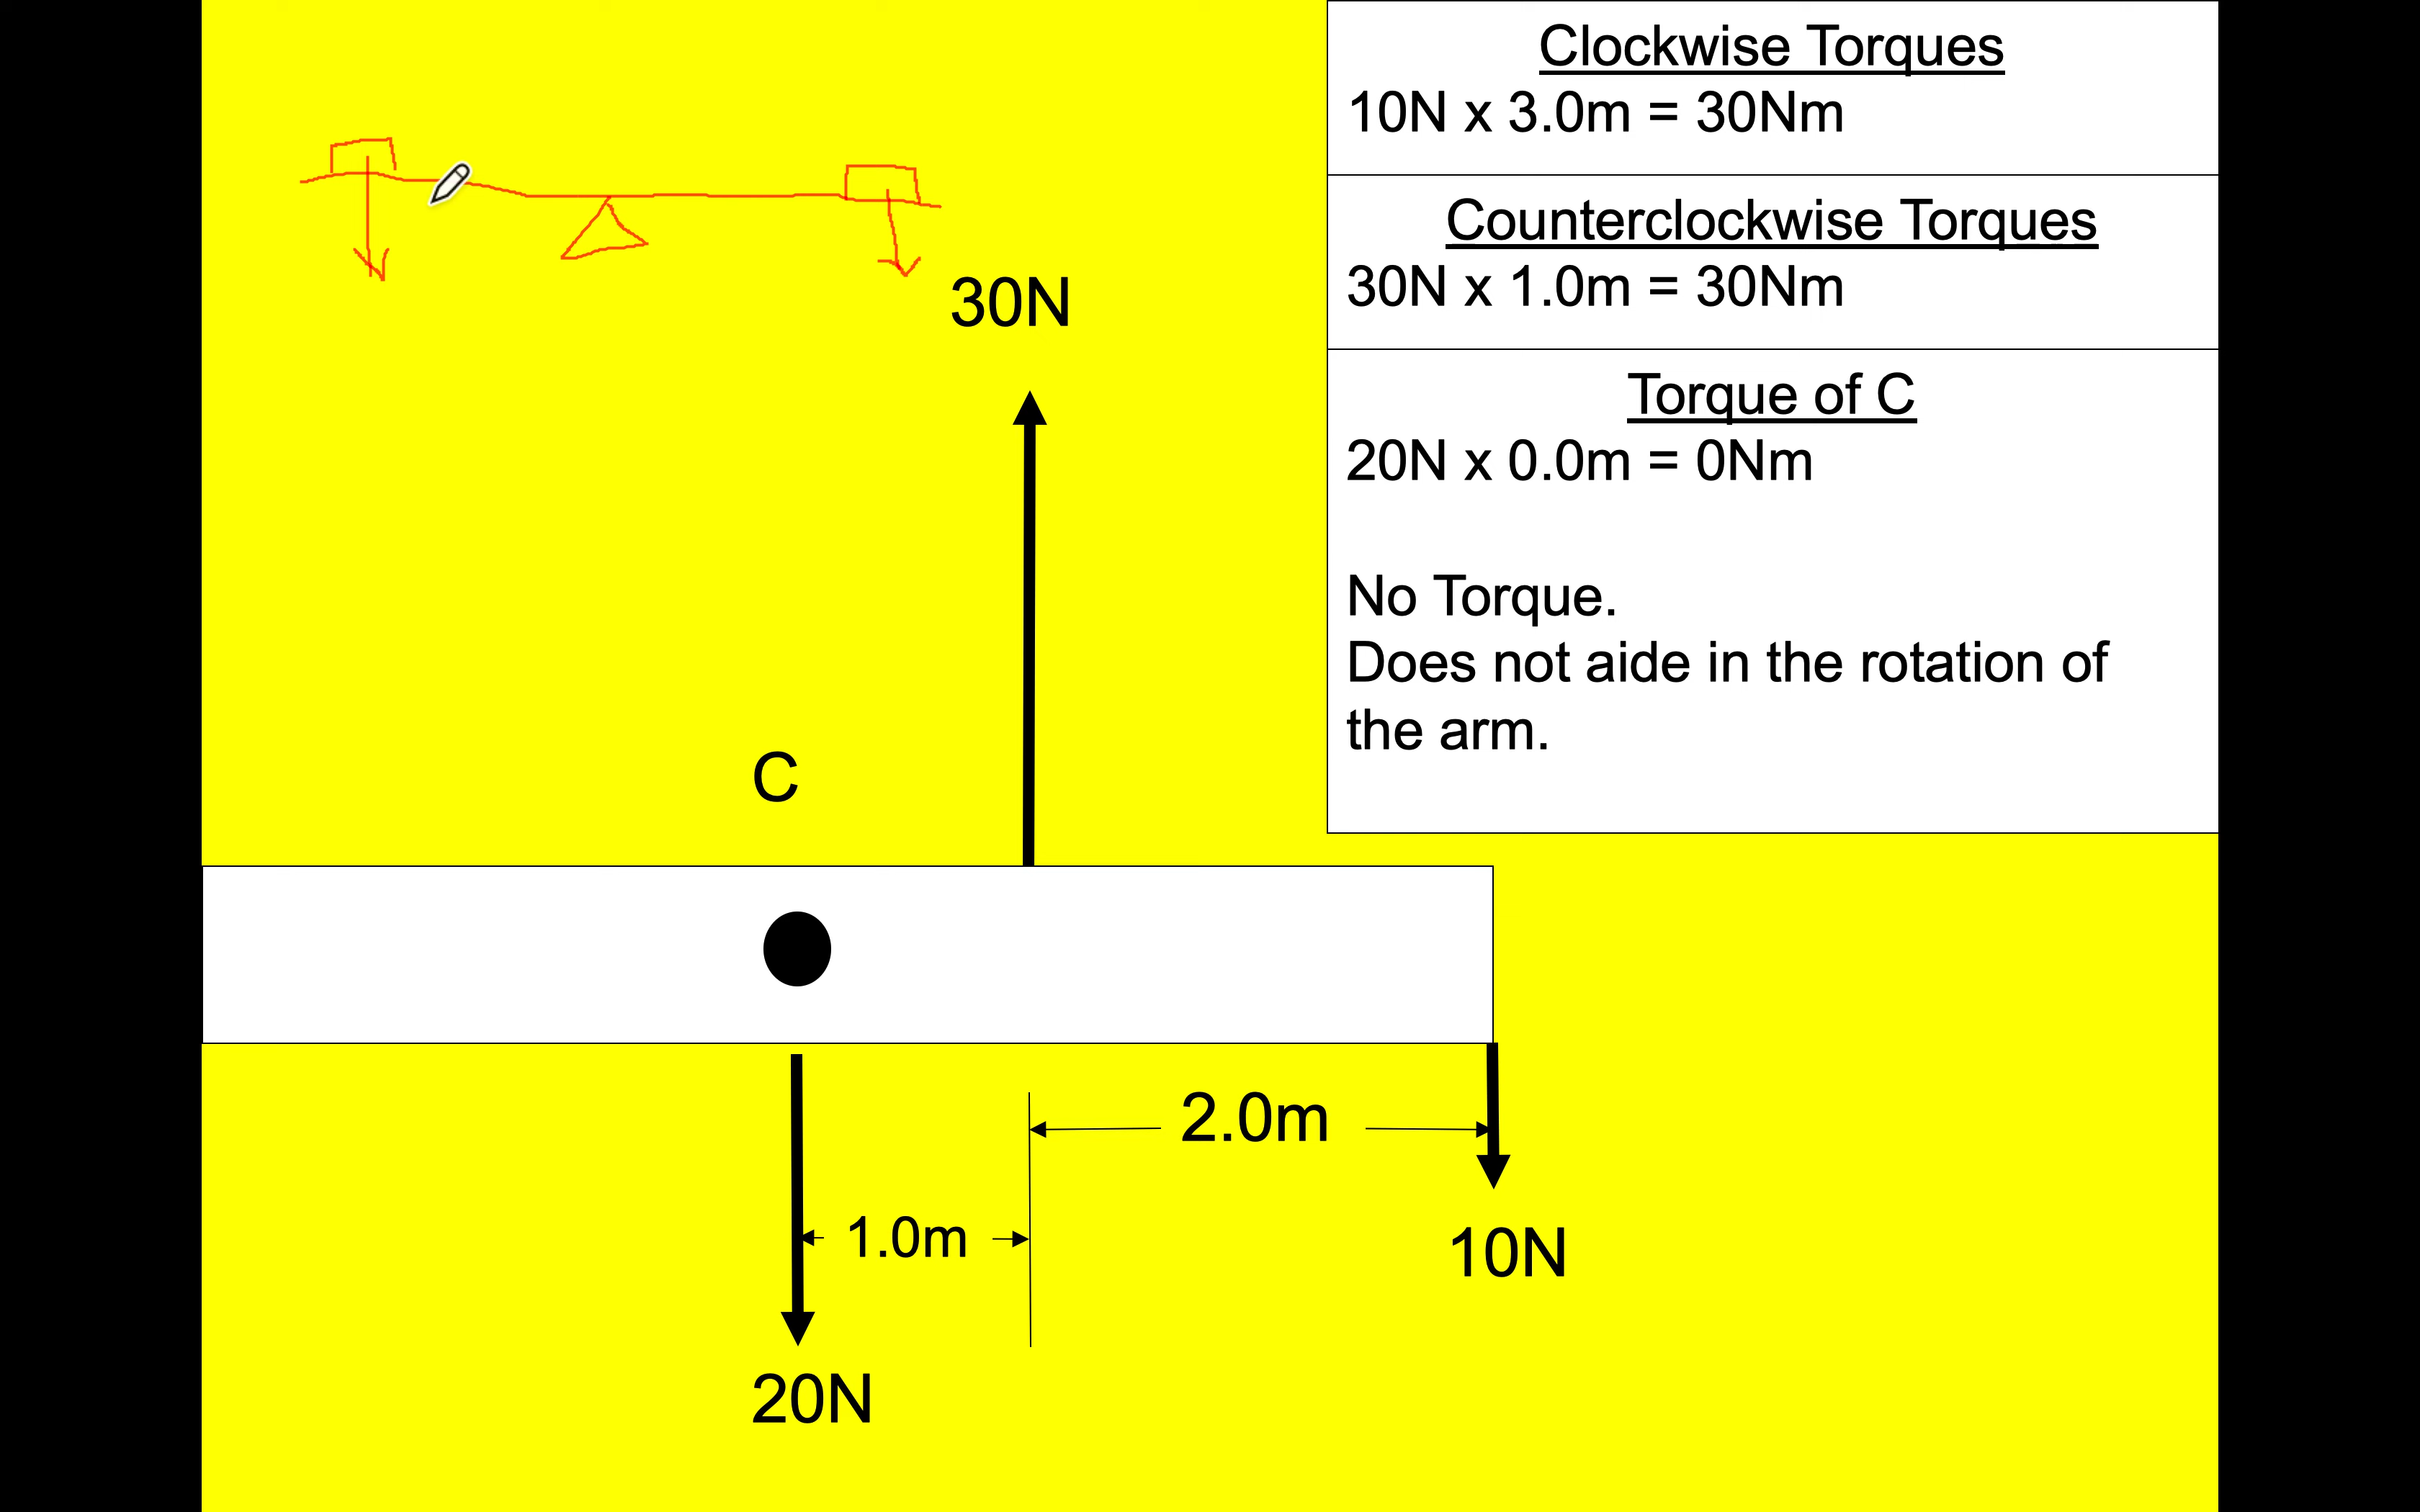 Clockwise Torques
10N x 3.0m = 30Nm
Counterclockwise Torques
30N x 1.0m = 30Nm
Torque of C
20N x 0.0m = 0Nm
No Torque.
Does not aide in the rotation of
the arm.
30N
C
2.0m
1.0m
10N
20N